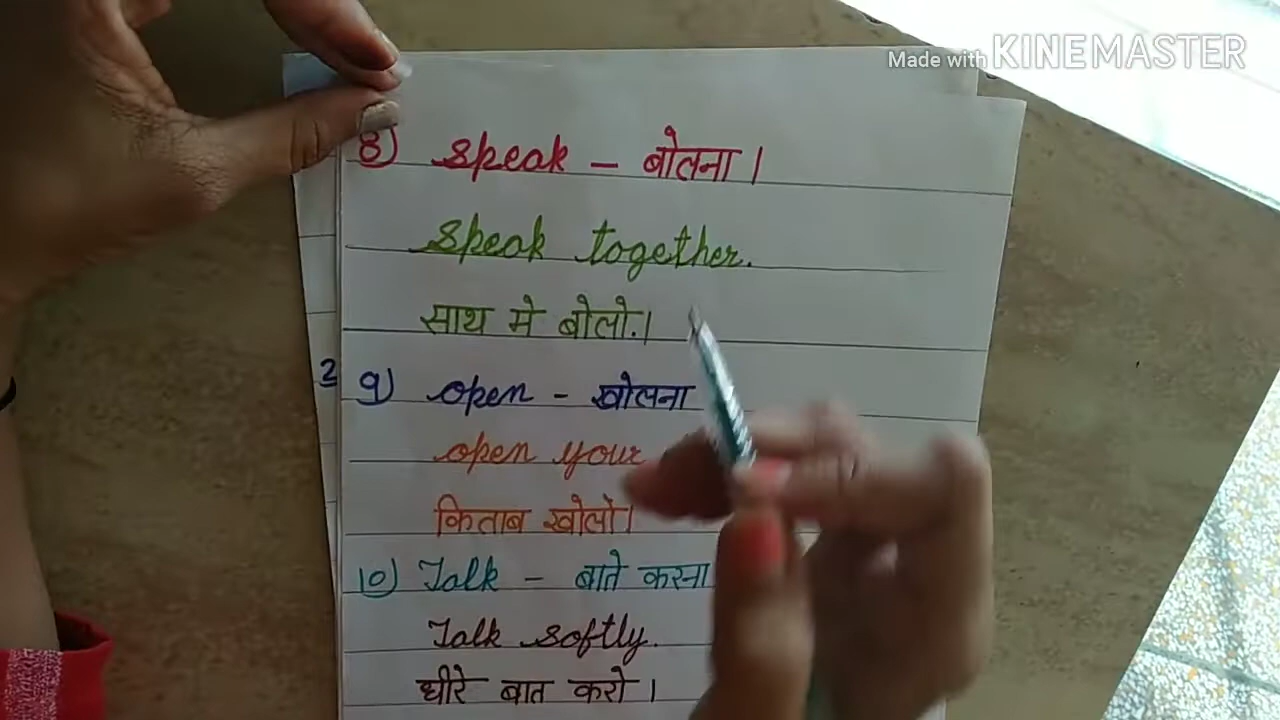 Made with KINEMASTER
8) speak - बोलना ।
speak together.
साथ मे बोलो.।
2
9) open - खोलना
open your
किताब खोलो।
10) Talk - बाते करना
Talk softly.
धीरे बात करो ।